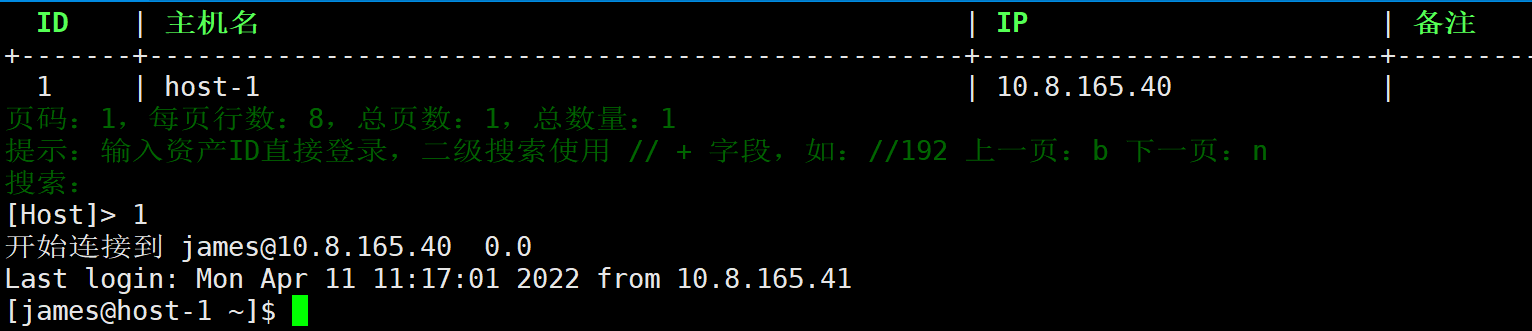 ID | 主机名 | IP | 备注
+-------+---------------------------------------------------+-------------------------+---------
1 | host-1 | 10.8.165.40 |
页码：1，每页行数：8，总页数：1，总数量：1
提示：输入资产ID直接登录，二级搜索使用 // + 字段，如：//192 上一页：b 下一页：n
搜索：
[Host]> 1
开始连接到 james@10.8.165.40  0.0
Last login: Mon Apr 11 11:17:01 2022 from 10.8.165.41
[james@host-1 ~]$